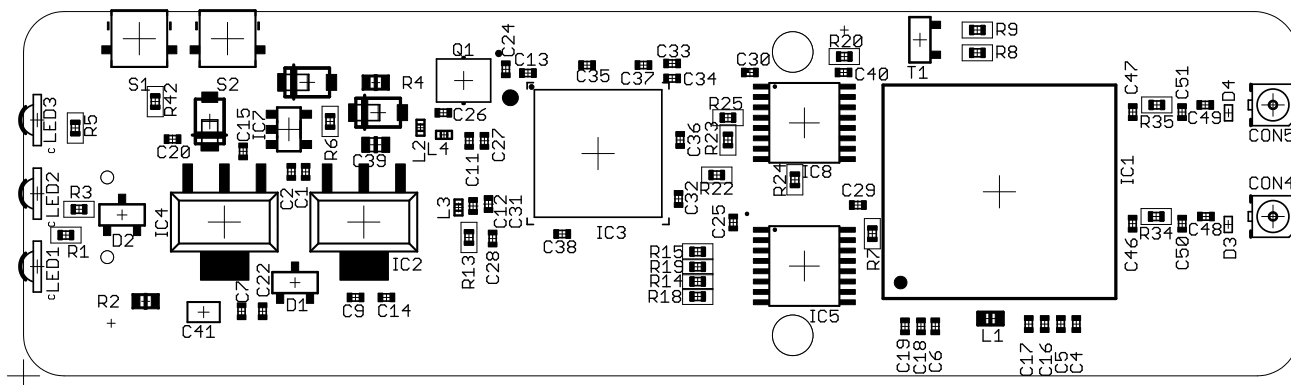 S1
S2
R42
LED3
R5
C20
C15
IC7
R6
R4
C39
Q1
C24
C13
C26
L2
L4
C11
C27
C35
C37
C33
C34
C36
R25
R23
R22
C32
C30
R20
C40
IC8
R24
C29
C25
T1
R9
R8
C47
R35
C51
C49
D4
CON5
IC1
CON4
C46
R34
C50
C48
D3
LED2
R3
R1
D2
LED1
IC4
C2
C1
IC2
L3
R13
C12
C31
C28
C38
IC3
R15
R19
R14
R18
IC5
R7
R2
C41
C7
C22
D1
C9
C14
C19
C18
C6
L1
C17
C16
C5
C4